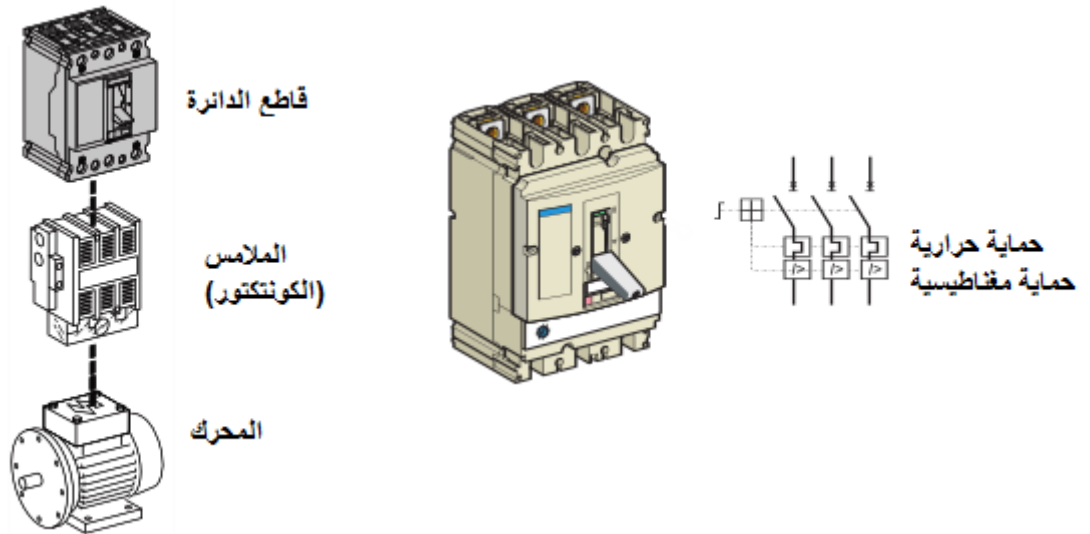 قاطع الدائرة
الملامس
(الكونتكتور)
المحرك
حماية حرارية
حماية مغناطيسية
I> I> I>